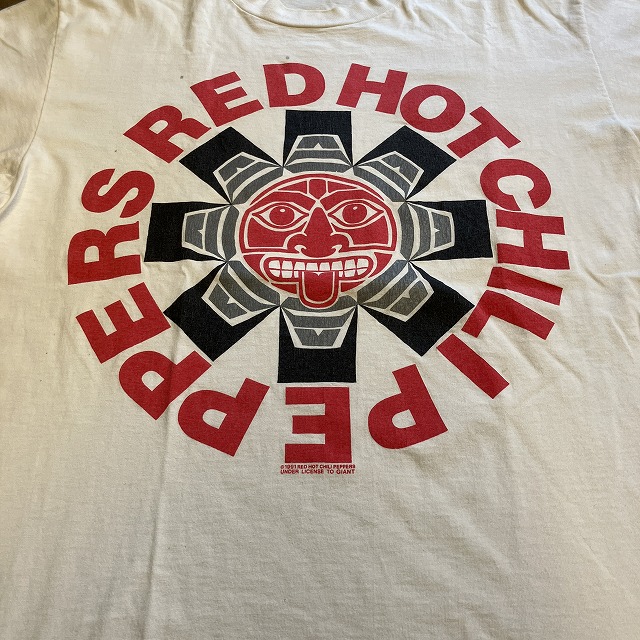 RED HOT CHILI PEPPERS
©1991 RED HOT CHILI PEPPERS
UNDER LICENSE TO GIANT